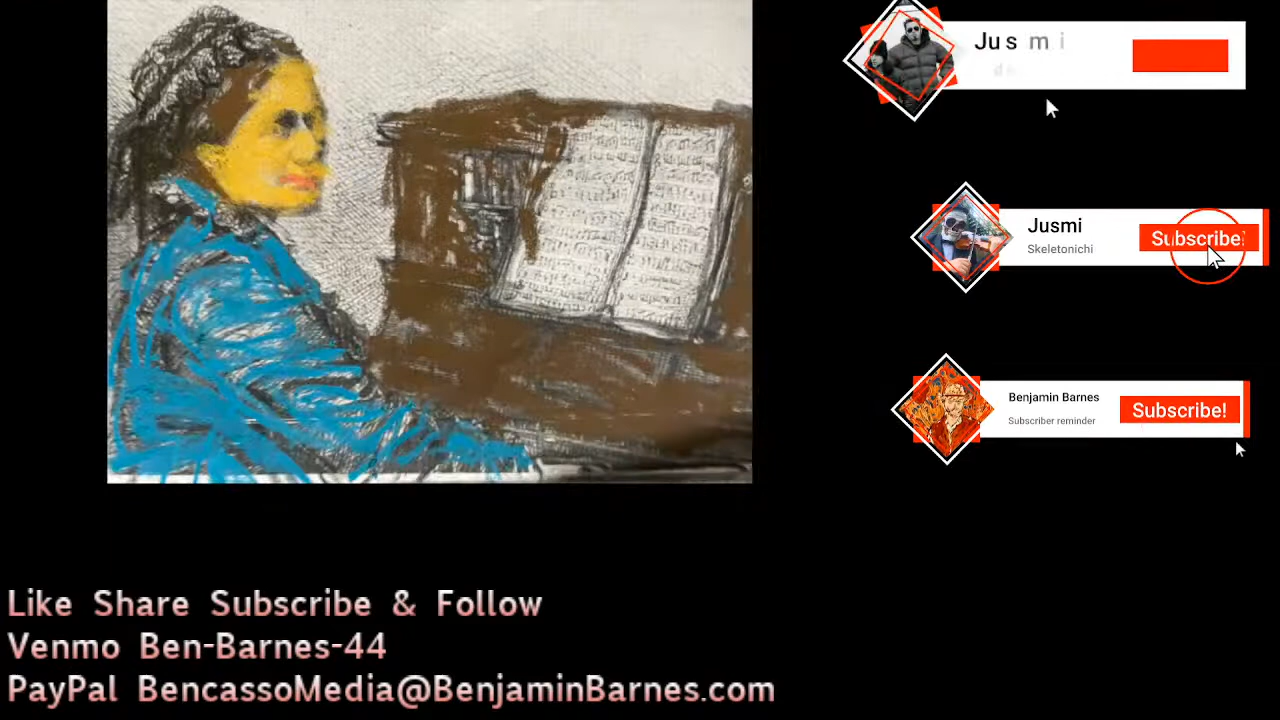 Jusmi
Jusmi
Skeletonichi
Subscribe!
Benjamin Barnes
Subscriber reminder
Subscribe!
Like Share Subscribe & Follow
Venmo Ben-Barnes-44
PayPal BencassoMedia@BenjaminBarnes.com